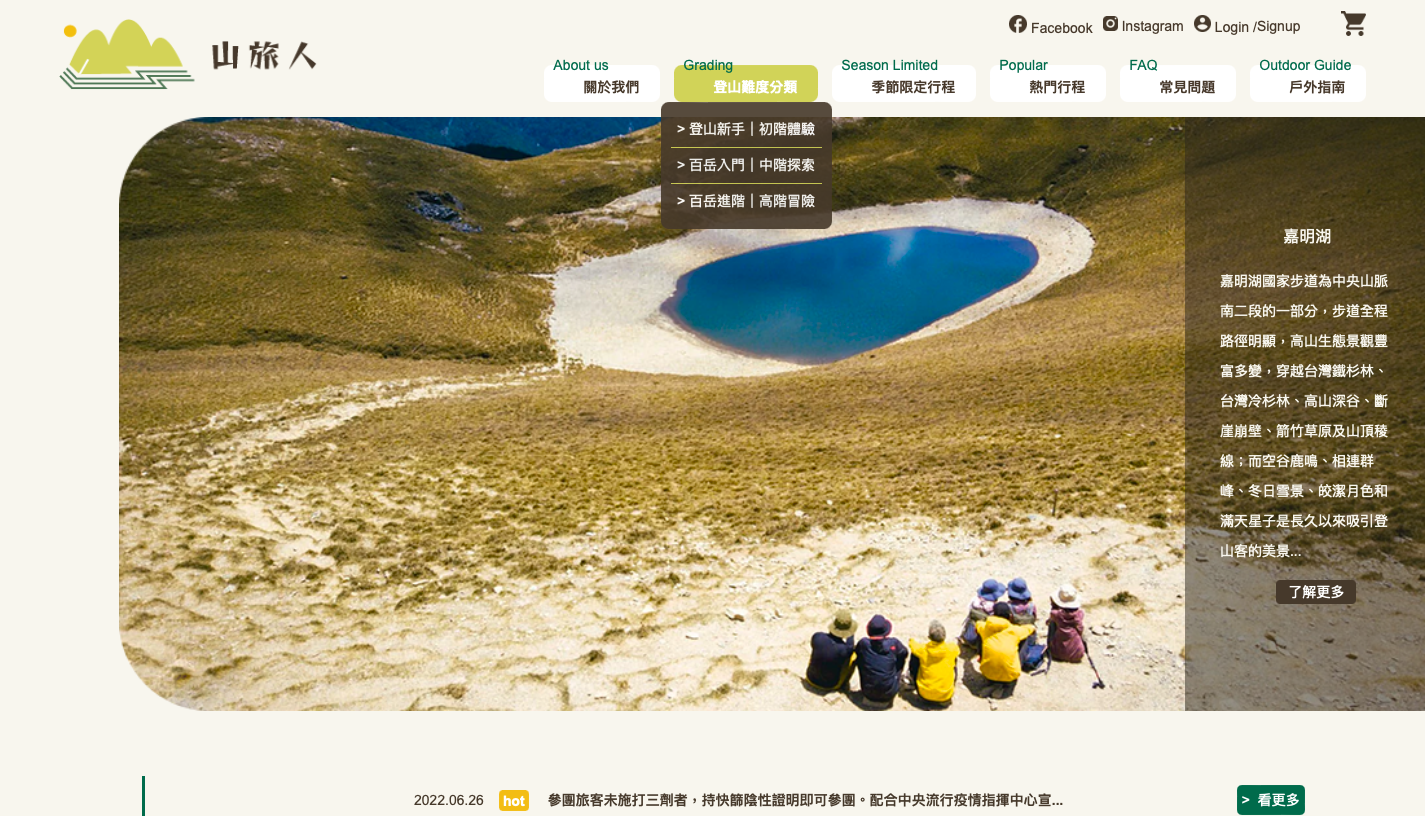 山旅人
Facebook Instagram Login /Signup
About us Grading Season Limited Popular FAQ Outdoor Guide
關於我們 登山難度分類 季節限定行程 熱門行程 常見問題 戶外指南
> 登山新手｜初階體驗
> 百岳入門｜中階探索
> 百岳進階｜高階冒險
嘉明湖
嘉明湖國家步道為中央山脈
南二段的一部分，步道全程
路徑明顯，高山生態景觀豐
富多變，穿越台灣鐵杉林、
台灣冷杉林、高山深谷、斷
崖崩壁、箭竹草原及山頂稜
線；而空谷鹿鳴、相連群
峰、冬日雪景、皎潔月色和
滿天星子是長久以來吸引登
山客的美景...
了解更多
2022.06.26 hot 參團旅客未施打三劑者，持快篩陰性證明即可參團。配合中央流行疫情指揮中心宣... > 看更多